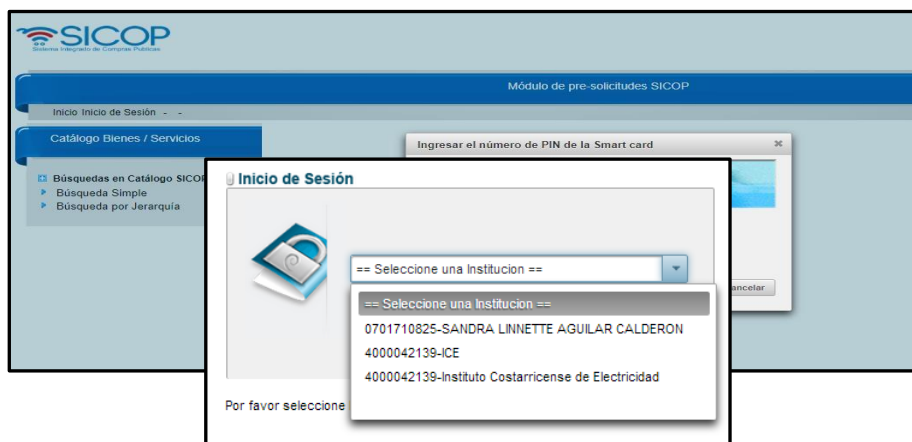 SICOP
Sistema Integrado de Compras Públicas
Módulo de pre-solicitudes SICOP
Inicio Inicio de Sesión - -
Catálogo Bienes / Servicios
Búsquedas en Catálogo SICOP
Búsqueda Simple
Búsqueda por Jerarquía
Ingresar el número de PIN de la Smart card
ancelar
Inicio de Sesión
== Seleccione una Institucion ==
== Seleccione una Institucion ==
0701710825-SANDRA LINNETTE AGUILAR CALDERON
4000042139-ICE
4000042139-Instituto Costarricense de Electricidad
Por favor seleccione